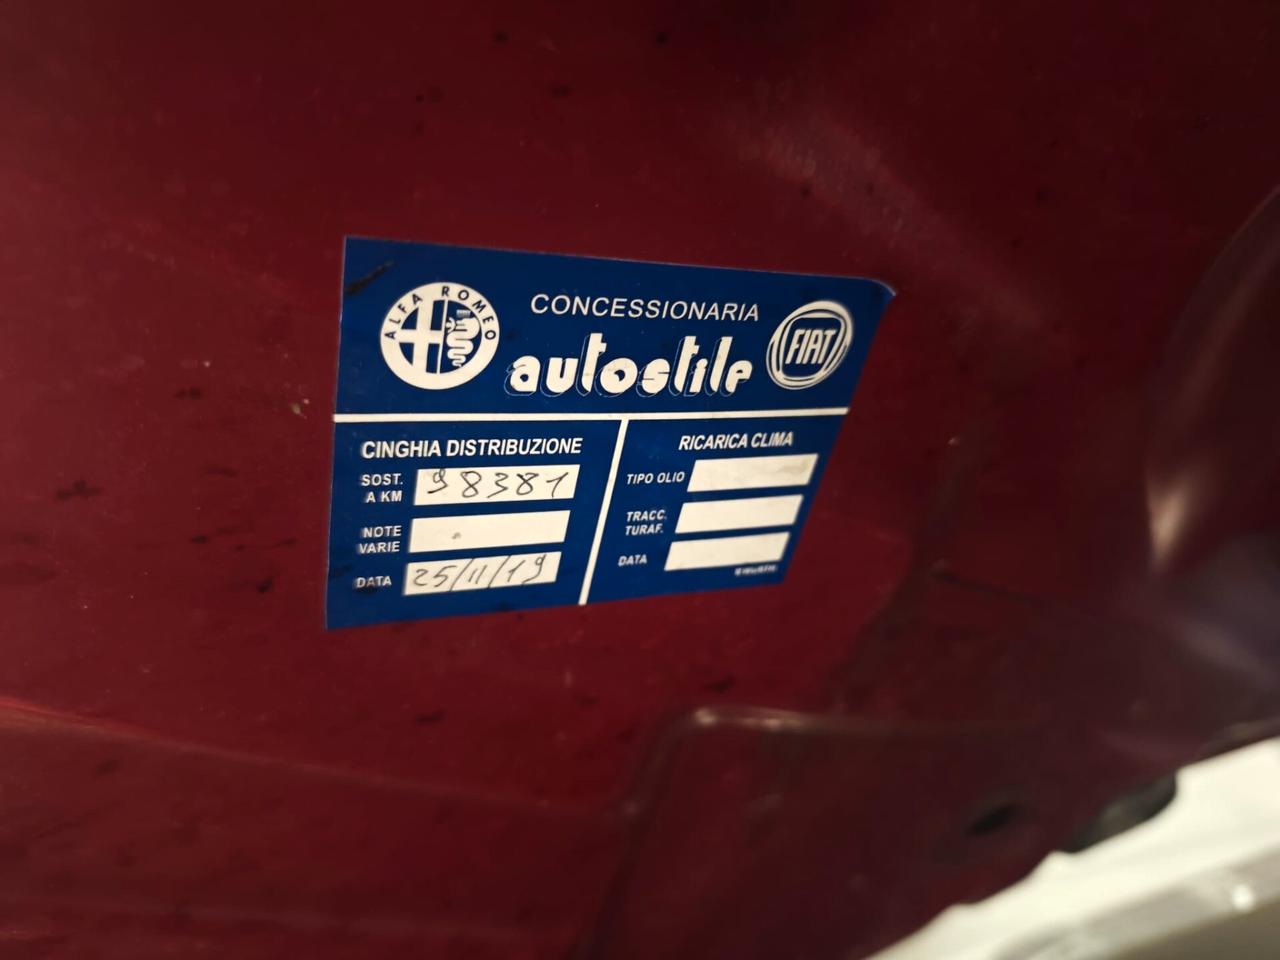 ALFA ROMEO
CONCESSIONARIA
autostile
FIAT
CINGHIA DISTRIBUZIONE
SOST.
A KM
98381
NOTE
VARIE
DATA
25/11/19
RICARICA CLIMA
TIPO OLIO
TRACC.
TURAF.
DATA